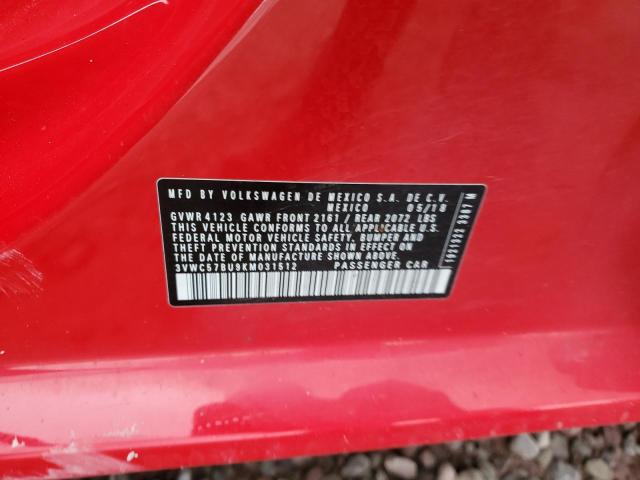 MFD BY VOLKSWAGEN DE MEXICO S.A. DE C.V.
MEXICO 05/18
GVWR 4123 GAWR FRONT 2161 / REAR 2072 LBS
THIS VEHICLE CONFORMS TO ALL APPLICABLE U.S.
FEDERAL MOTOR VEHICLE SAFETY, BUMPER AND
THEFT PREVENTION STANDARDS IN EFFECT ON
THE DATE OF MANUFACTURE SHOWN ABOVE
3VWC57BU9KM031512 PASSENGER CAR